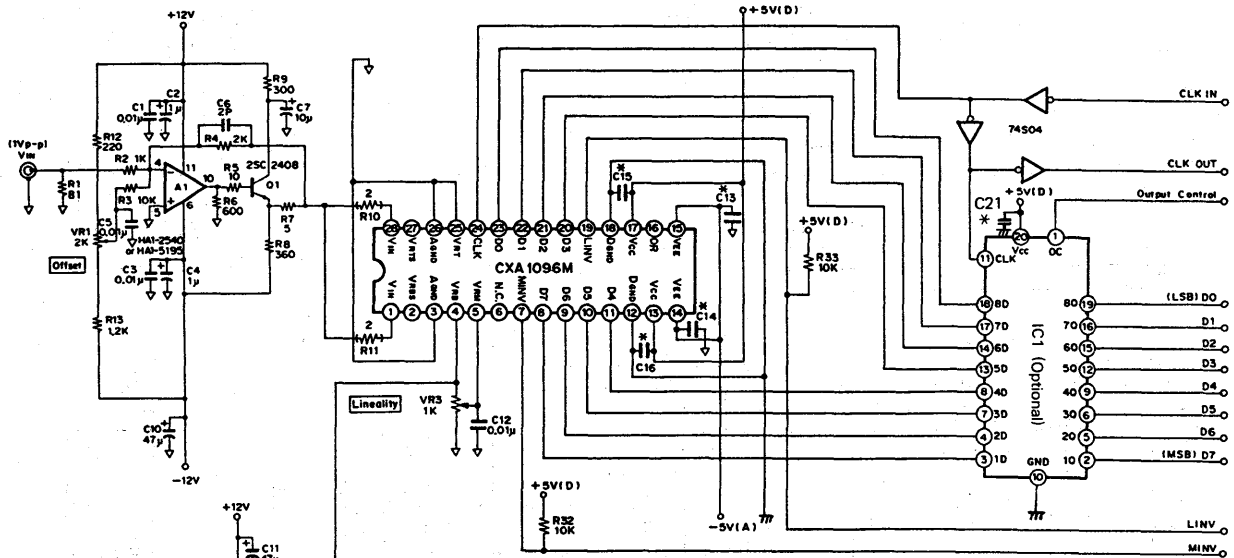 +12V
+5V(D)
R9
300
C2
1µ
C1
0.01µ
C6
2P
C7
10µ
R4
2K
(1Vp-p)
VIN
R12
220
R2 1K
4
11
10
R5
10
2SC 2408
Q1
A1
R1
81
R3 10K
5
6
R6
600
R7
5
C5
0.01µ
VR1
2K
HA1-2540
or HA1-5195
Offset
R8
360
C3
0.01µ
C4
1µ
R13
1.2K
C10
47µ
-12V
+12V
C11
2
R10
2
R11
28 27 26 25 24 23 22 21 20 19 18 17 16 15
VIN VRTS AGND VRT CLK D0 D1 D2 D3 LINV DGND VCC OR VEE
CXA1096M
VIN VRBS AGND VRB VRM N.C. MINV D7 D6 D5 D4 DGND VCC VEE
1 2 3 4 5 6 7 8 9 10 11 12 13 14
* C15
* C13
* C14
* C16
Lineality
VR3
1K
C12
0.01µ
+5V(D)
R33
10K
+5V(D)
R32
10K
-5V(A)
CLK IN
74S04
CLK OUT
+5V(D)
C21
*
Output Control
20
Vcc
1
OC
11 CLK
IC1 (Optional)
18 8D
8Q 19
(LSB) D0
17 7D
7Q 16
D1
14 6D
6Q 15
D2
13 5D
5Q 12
D3
8 4D
4Q 9
D4
7 3D
3Q 6
D5
4 2D
2Q 5
D6
3 1D
1Q 2
(MSB) D7
GND
10
LINV
MINV